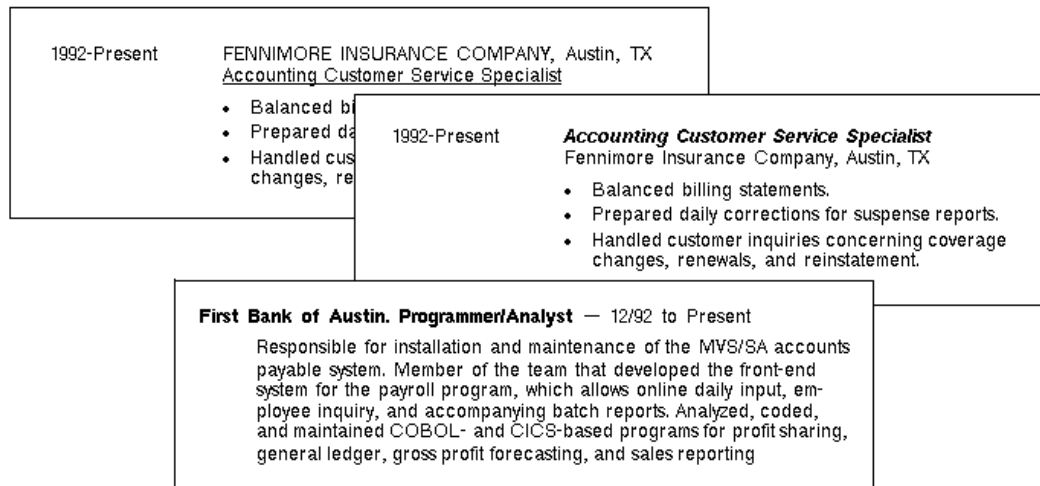 1992-Present FENNIMORE INSURANCE COMPANY, Austin, TX
Accounting Customer Service Specialist
• Balanced
• Prepared
• Handled
changes,
1992-Present Accounting Customer Service Specialist
Fennimore Insurance Company, Austin, TX
• Balanced billing statements.
• Prepared daily corrections for suspense reports.
• Handled customer inquiries concerning coverage
changes, renewals, and reinstatement.
First Bank of Austin. Programmer/Analyst — 12/92 to Present
Responsible for installation and maintenance of the MVS/SA accounts
payable system. Member of the team that developed the front-end
system for the payroll program, which allows online daily input, em-
ployee inquiry, and accompanying batch reports. Analyzed, coded,
and maintained COBOL- and CICS-based programs for profit sharing,
general ledger, gross profit forecasting, and sales reporting